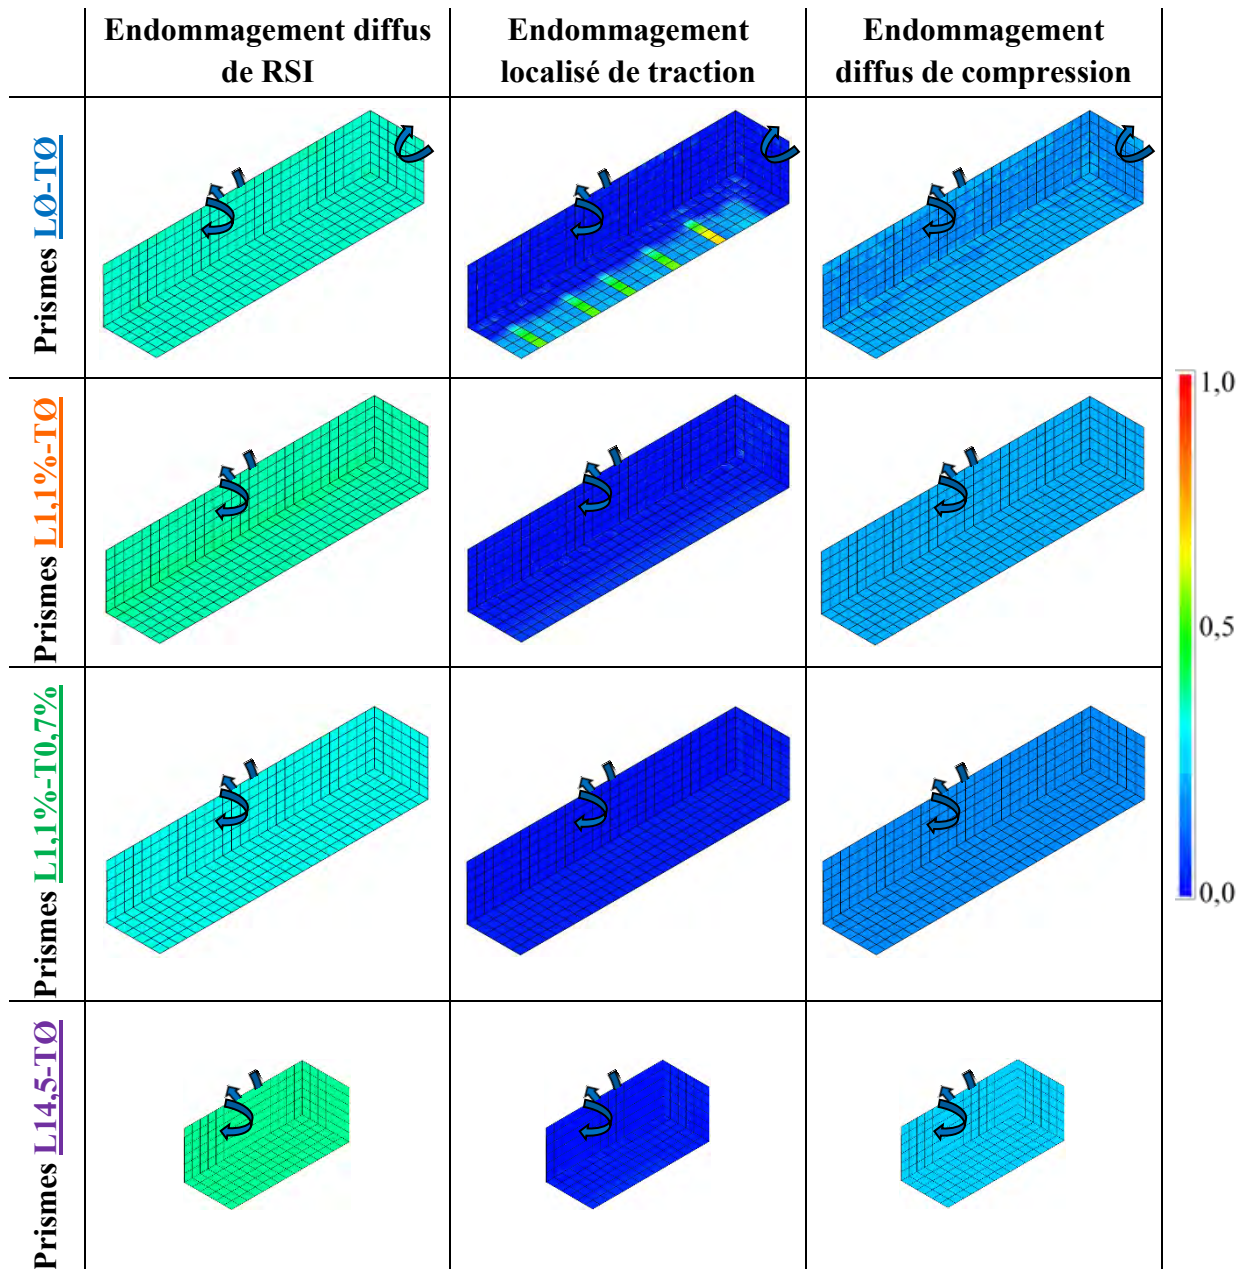 Endommagement diffus
de RSI
Endommagement
localisé de traction
Endommagement
diffus de compression
Prismes LØ-TØ
Prismes L1,1%-TØ
Prismes L1,1%-T0,7%
Prismes L14,5-TØ
1,0
0,5
0,0